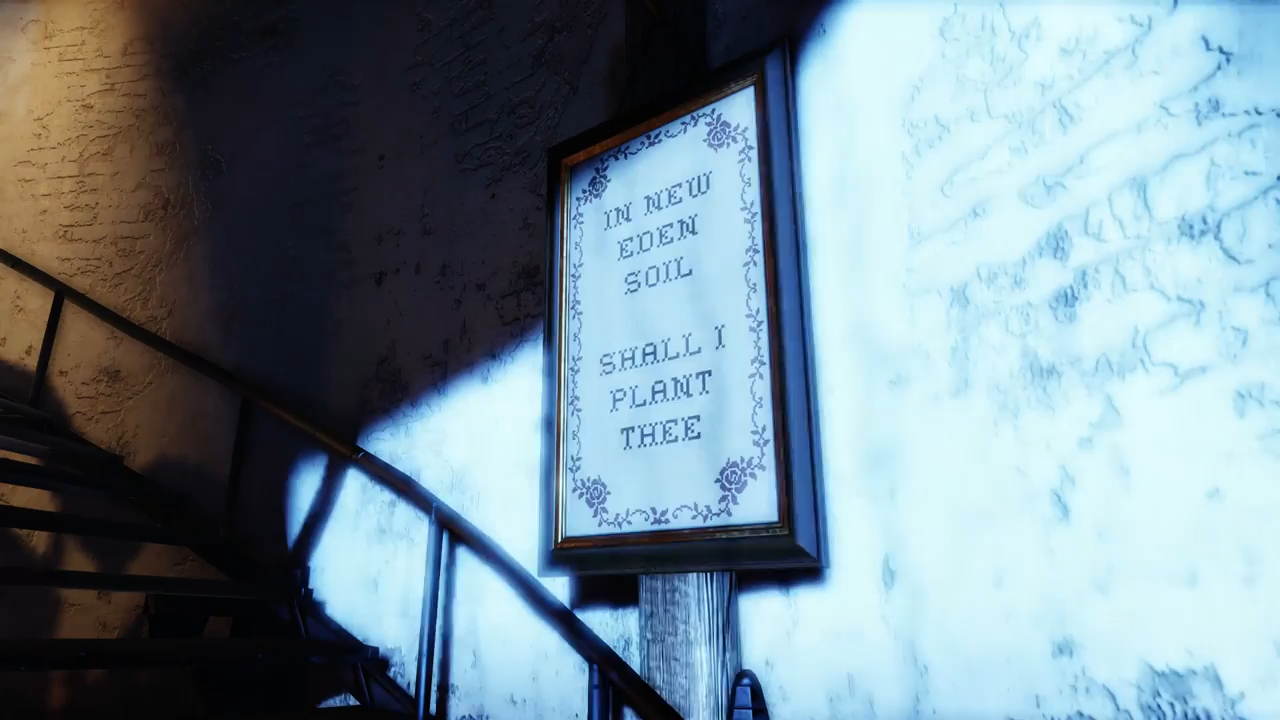 IN NEW
EDEN
SOIL
SHALL I
PLANT
THEE